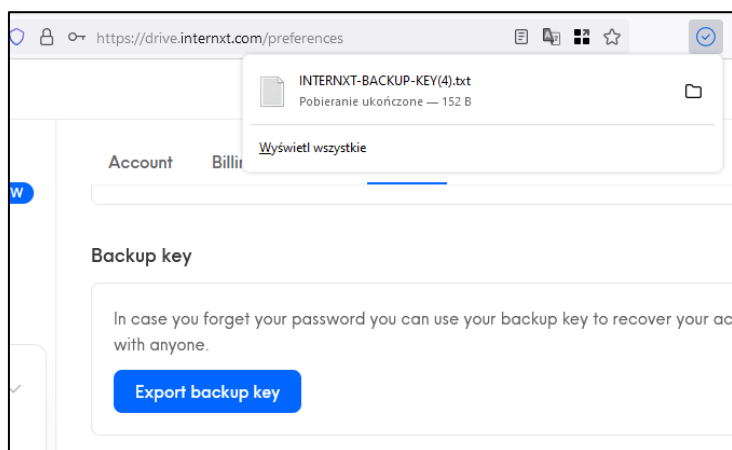 https://drive.internxt.com/preferences
INTERNXT-BACKUP-KEY(4).txt
Pobieranie ukończone — 152 B
Wyświetl wszystkie
Account
W
Backup key
In case you forget your password you can use your backup key to recover your
with anyone.
Export backup key